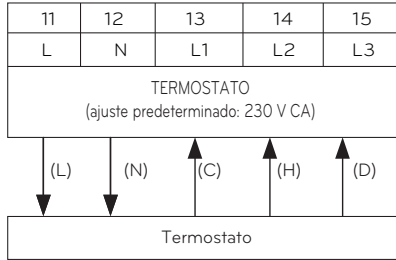 11 12 13 14 15
L N L1 L2 L3
TERMOSTATO
(ajuste predeterminado: 230 V CA)
(L) (N) (C) (H) (D)
Termostato